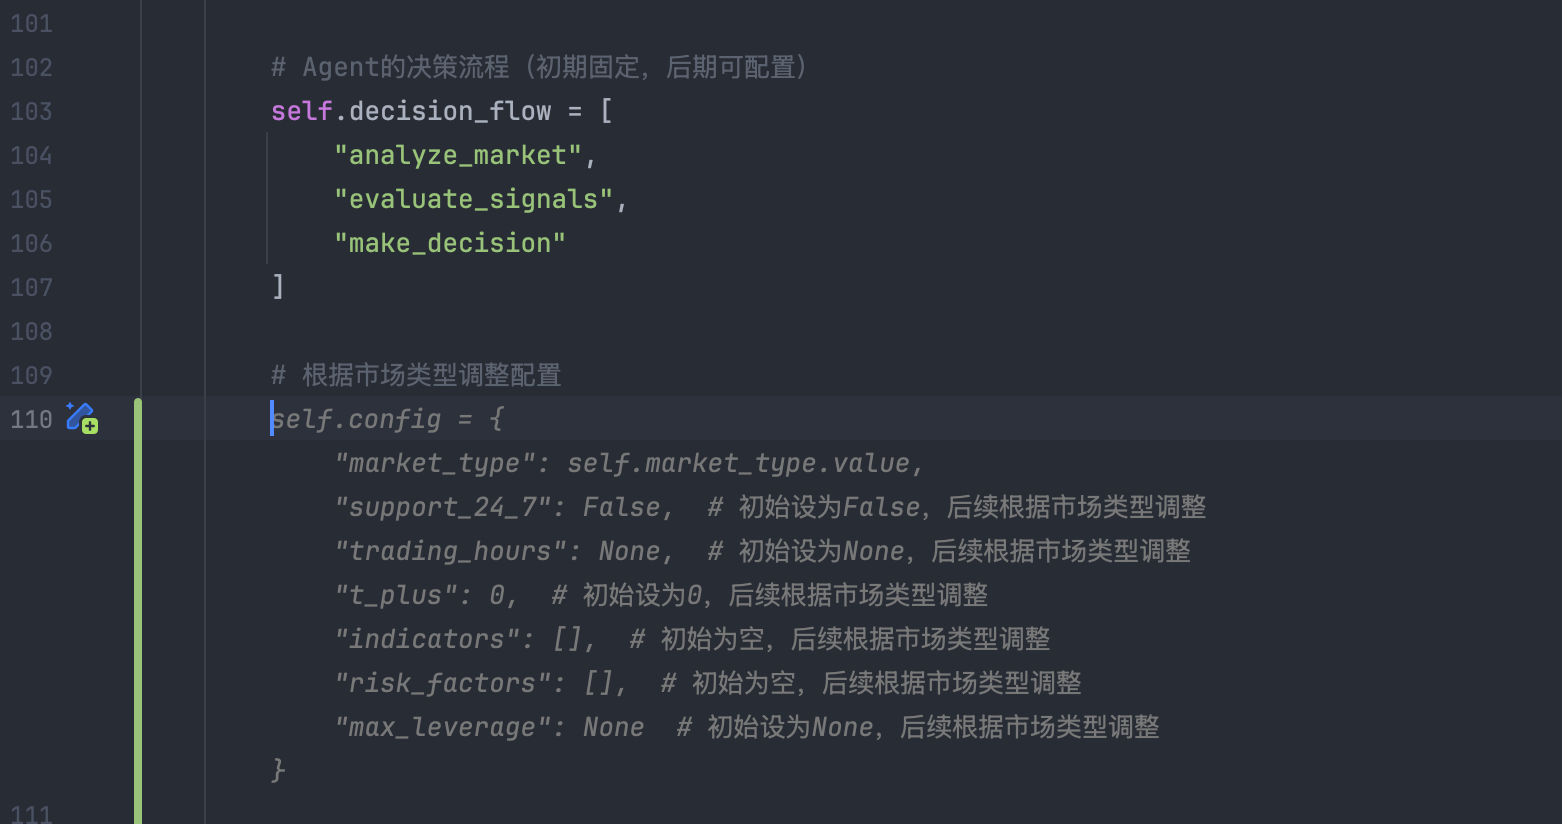 101
102 # Agent的决策流程（初期固定，后期可配置）
103 self.decision_flow = [
104 "analyze_market",
105 "evaluate_signals",
106 "make_decision"
107 ]
108
109 # 根据市场类型调整配置
110 self.config = {
"market_type": self.market_type.value,
"support_24_7": False,  # 初始设为False，后续根据市场类型调整
"trading_hours": None,  # 初始设为None，后续根据市场类型调整
"t_plus": 0,  # 初始设为0，后续根据市场类型调整
"indicators": [],  # 初始为空，后续根据市场类型调整
"risk_factors": [],  # 初始为空，后续根据市场类型调整
"max_leverage": None  # 初始设为None，后续根据市场类型调整
}
111